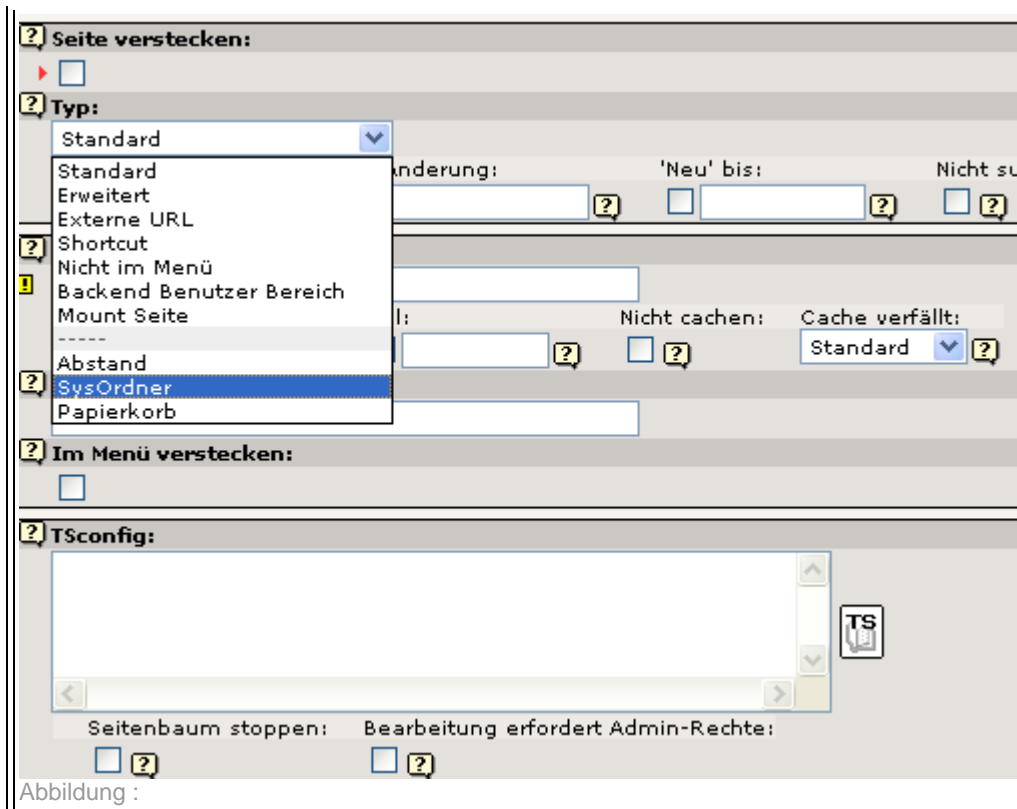 Seite verstecken:
Typ:
Standard
Standard
Erweitert
Externe URL
Shortcut
Nicht im Menü
Backend Benutzer Bereich
Mount Seite
-----
Abstand
SysOrdner
Papierkorb
'Neu' bis:
Nicht
Nicht cachen:
Cache verfällt:
Standard
Im Menü verstecken:
TSconfig:
TS
Seitenbaum stoppen:
Bearbeitung erfordert Admin-Rechte:
Abbildung :